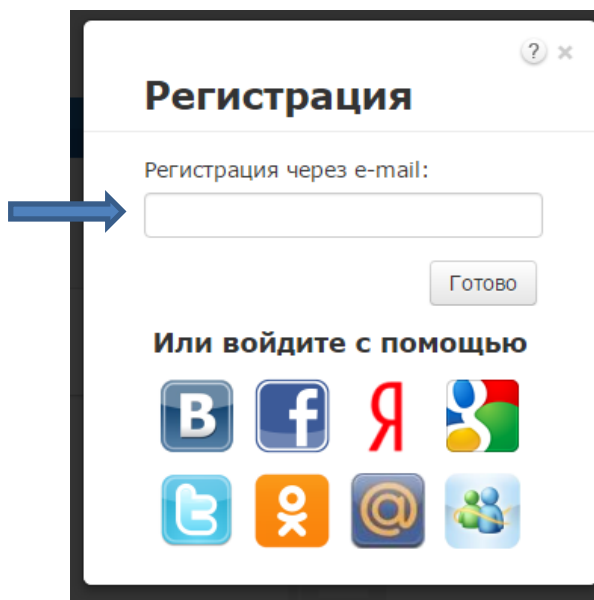 ? ×
Регистрация
Регистрация через e-mail:
Готово
Или войдите с помощью
В f Я g
t @